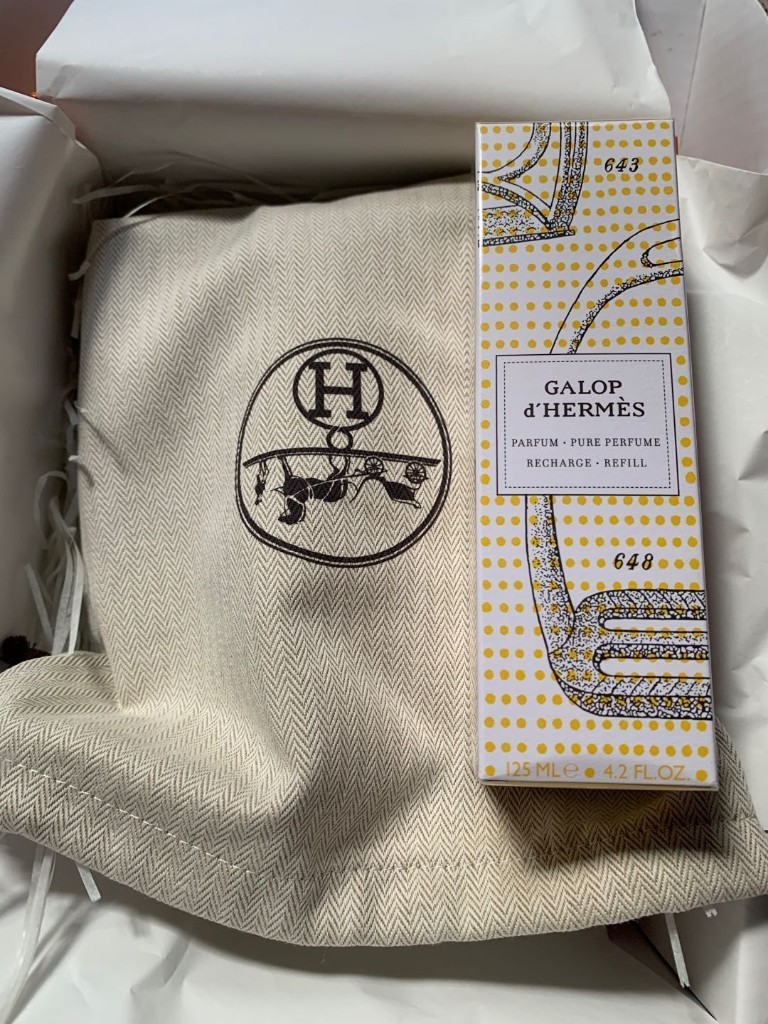 H
643
GALOP
d'HERMÈS
PARFUM · PURE PERFUME
RECHARGE · REFILL
648
125 ML ℮ • 4.2 FL.OZ.